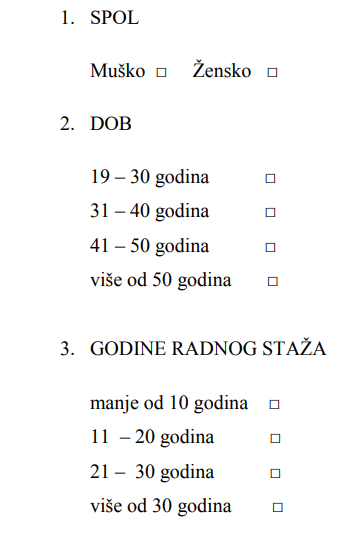 1. SPOL
Muško □ Žensko □
2. DOB
19 – 30 godina □
31 – 40 godina □
41 – 50 godina □
više od 50 godina □
3. GODINE RADNOG STAŽA
manje od 10 godina □
11 – 20 godina □
21 – 30 godina □
više od 30 godina □